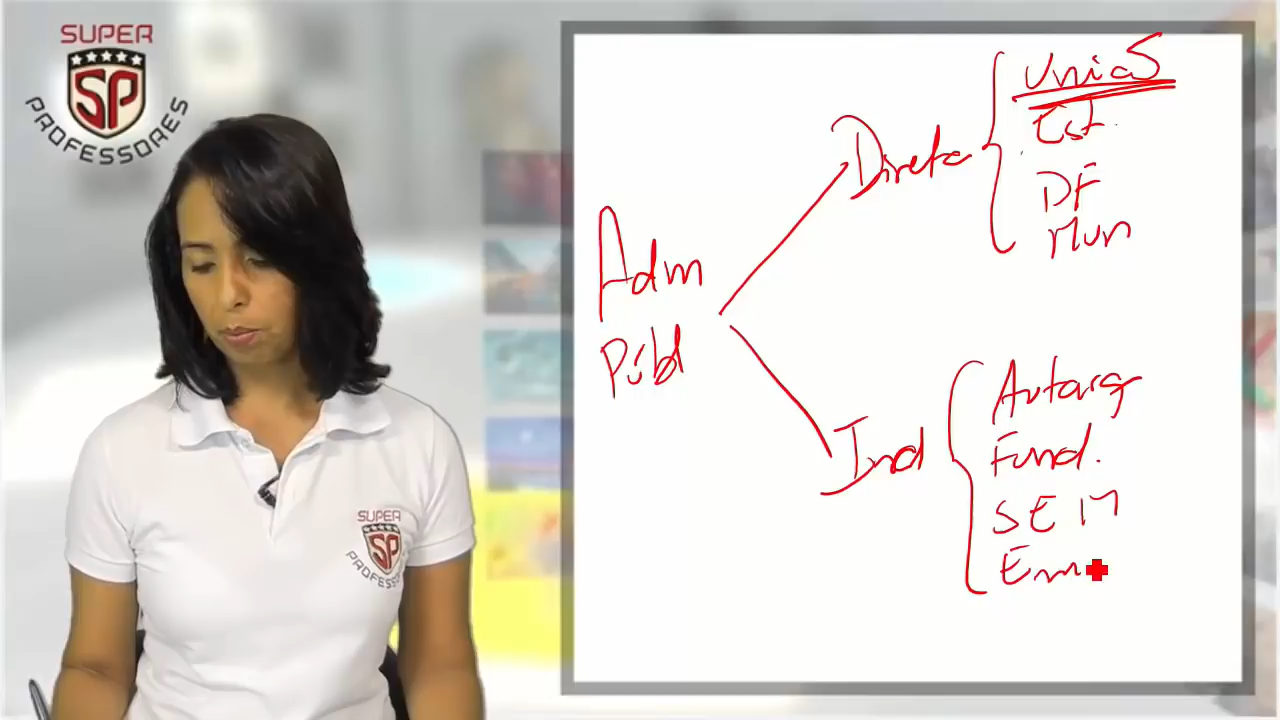 SUPER
SP
PROFESSORES
SUPER
SP
PROFESSORES
Adm
Públ
Direta
União
Est.
DF
Mun
Ind
Autarq
Fund.
SEM
Em